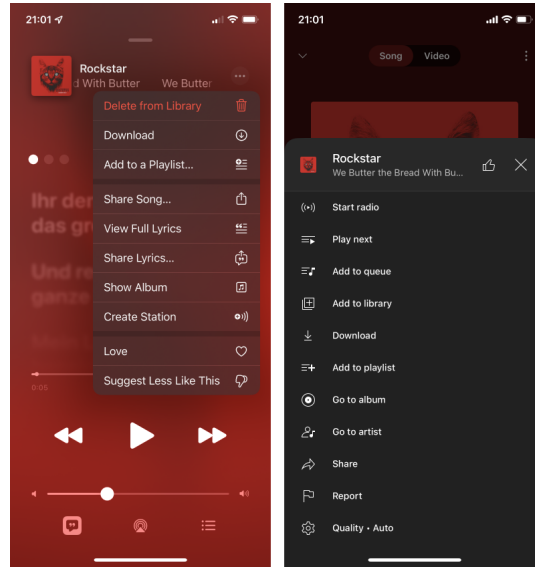 21:01
Rockstar
d With Butter We Butter
Delete from Library
Download
Add to a Playlist...
Share Song...
View Full Lyrics
Share Lyrics...
Show Album
Create Station
Love
Suggest Less Like This
Ihr der
das gr
Und re
ganze
0:05
21:01
Song Video
Rockstar
We Butter the Bread With Bu...
Start radio
Play next
Add to queue
Add to library
Download
Add to playlist
Go to album
Go to artist
Share
Report
Quality • Auto